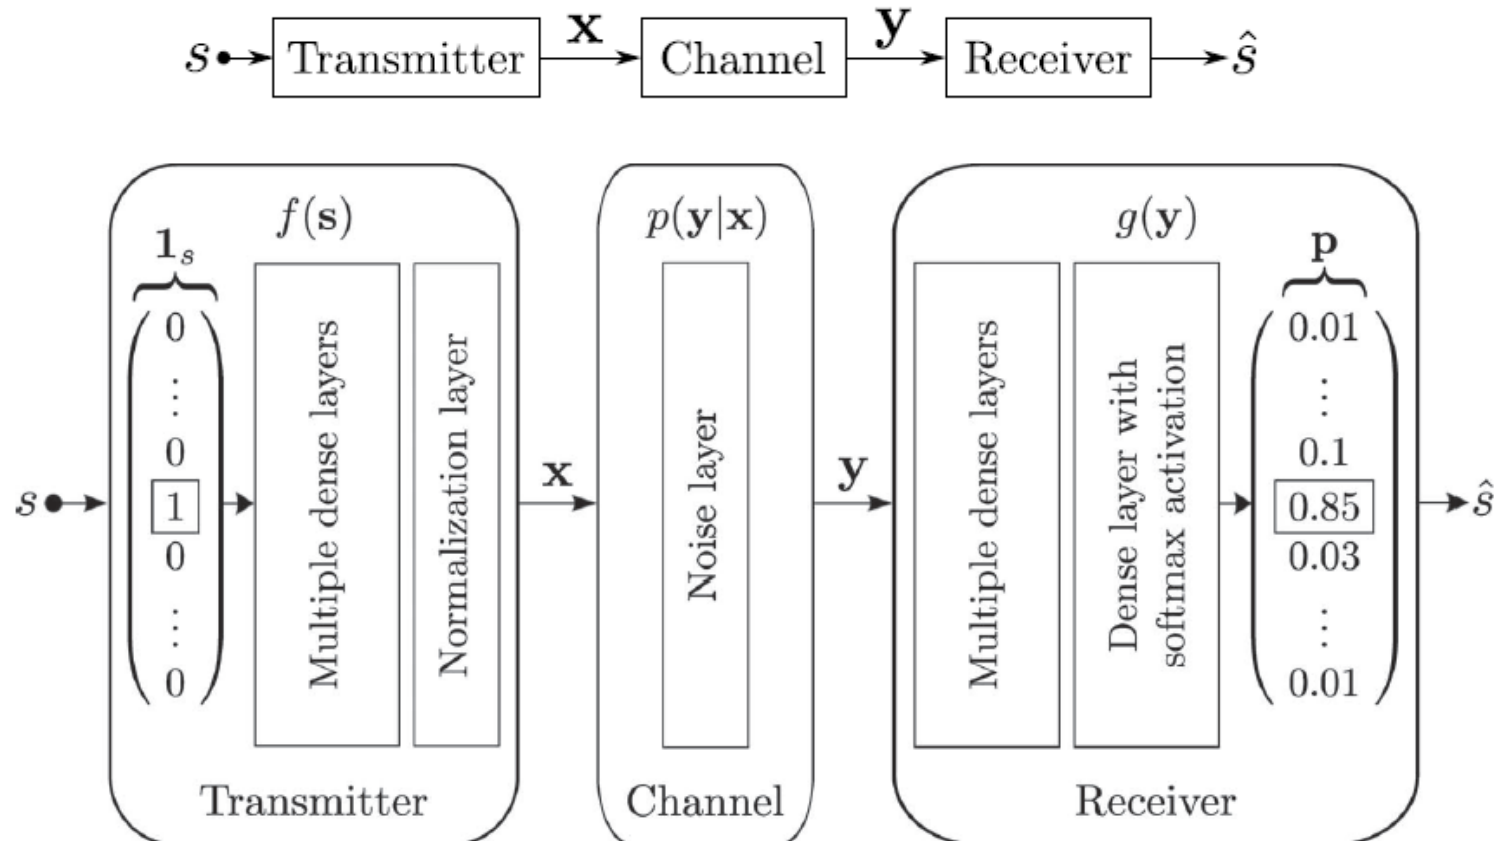 s Transmitter x Channel y Receiver ŝ
f(s) p(y|x) g(y)
1ₛ p
0
⋮
0
1
0
⋮
0
s
Multiple dense layers
Normalization layer
x
Noise layer
y
Multiple dense layers
Dense layer with
softmax activation
0.01
⋮
0.1
0.85
0.03
⋮
0.01
ŝ
Transmitter Channel Receiver